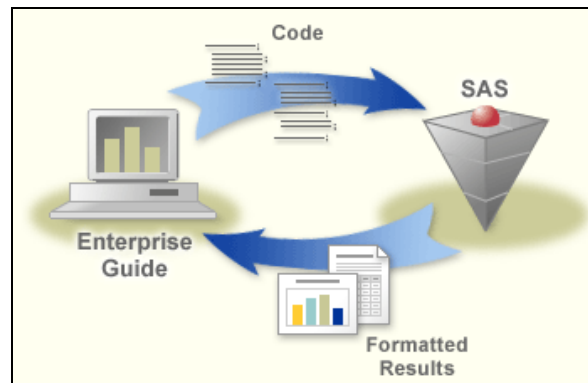 Code
SAS
Enterprise
Guide
Formatted
Results